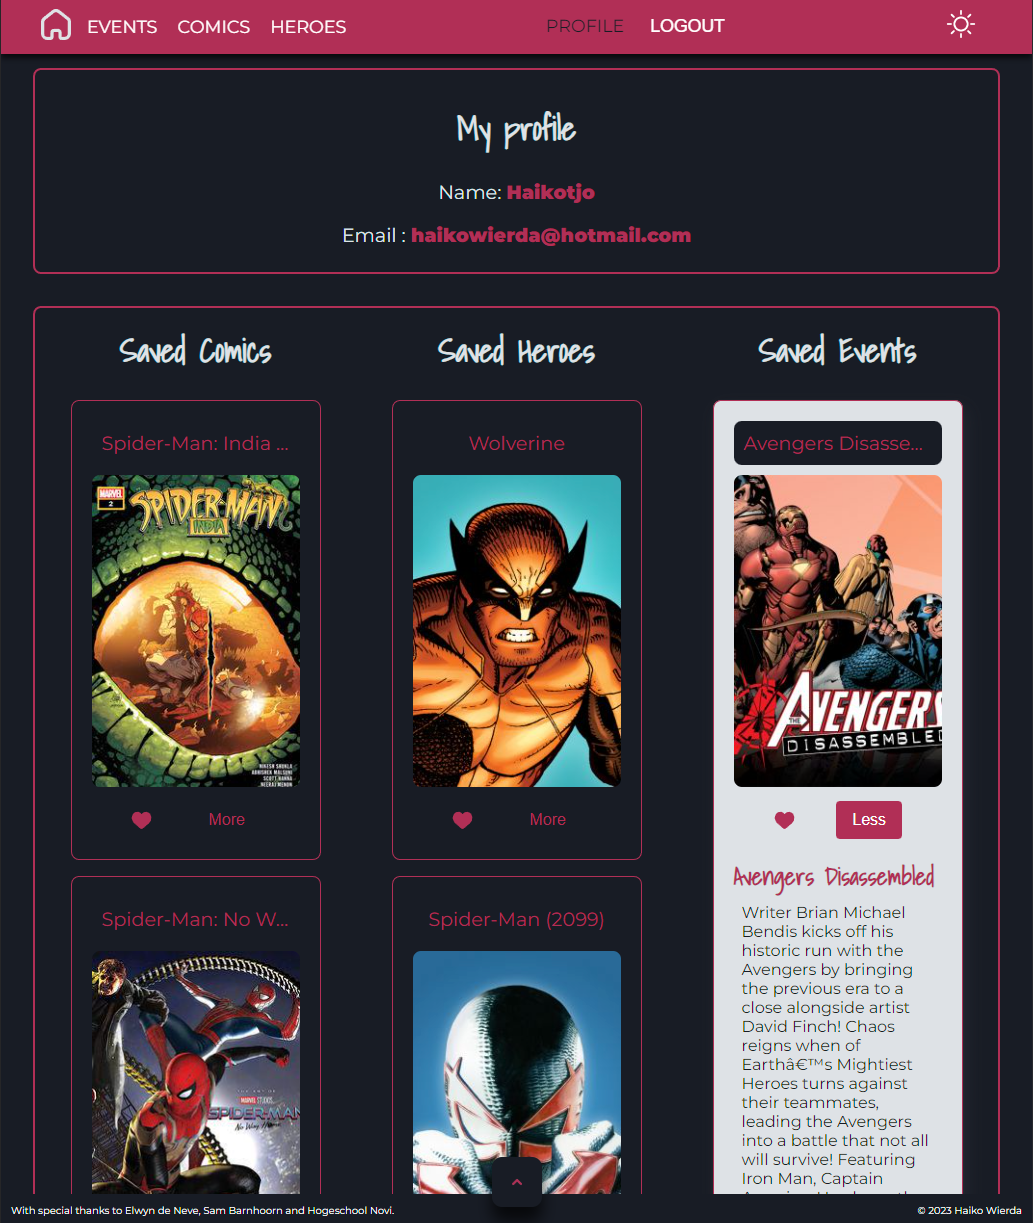 EVENTS COMICS HEROES PROFILE LOGOUT
My profile
Name: Haikotjo
Email : haikowierda@hotmail.com
Saved Comics
Saved Heroes
Saved Events
Spider-Man: India ...
MARVEL
2
SPIDER-MAN
INDIA
NIKESH SHUKLA
ABHISHEK MALSUNI
SCOTT HANNA
NEERAJ MENON
More
Wolverine
More
Avengers Disasse...
THE AVENGERS
DISASSEMBLED
Less
Avengers Disassembled
Writer Brian Michael
Bendis kicks off his
historic run with the
Avengers by bringing
the previous era to a
close alongside artist
David Finch! Chaos
reigns when of
Earthâ€™s Mightiest
Heroes turns against
their teammates,
leading the Avengers
into a battle that not all
will survive! Featuring
Iron Man, Captain
Spider-Man: No W...
THE ART OF
MARVEL STUDIOS
SPIDER-MAN
No Way Home
Spider-Man (2099)
With special thanks to Elwyn de Neve, Sam Barnhoorn and Hogeschool Novi.
© 2023 Haiko Wierda